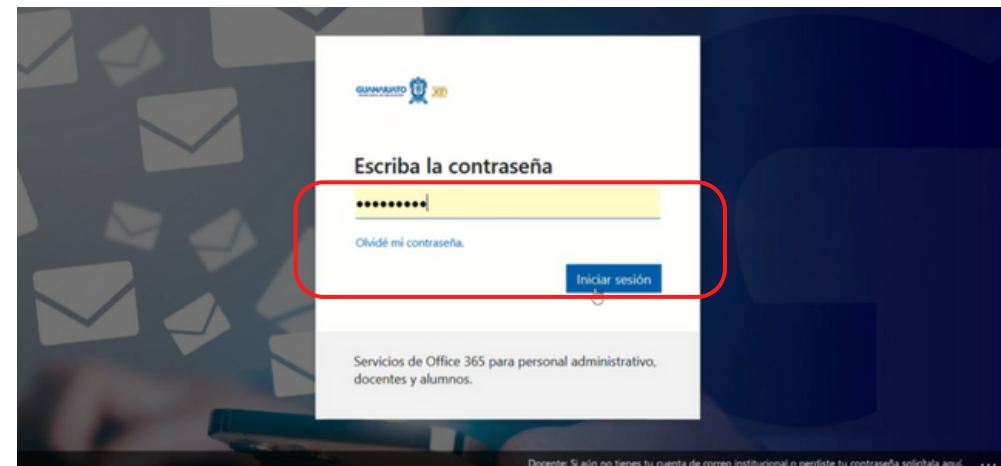 GUANAJUATO
365
Escriba la contraseña
Olvidé mi contraseña.
Iniciar sesión
Servicios de Office 365 para personal administrativo,
docentes y alumnos.
Docente: Si aún no tienes tu cuenta de correo institucional o perdiste tu contraseña solicítala aquí